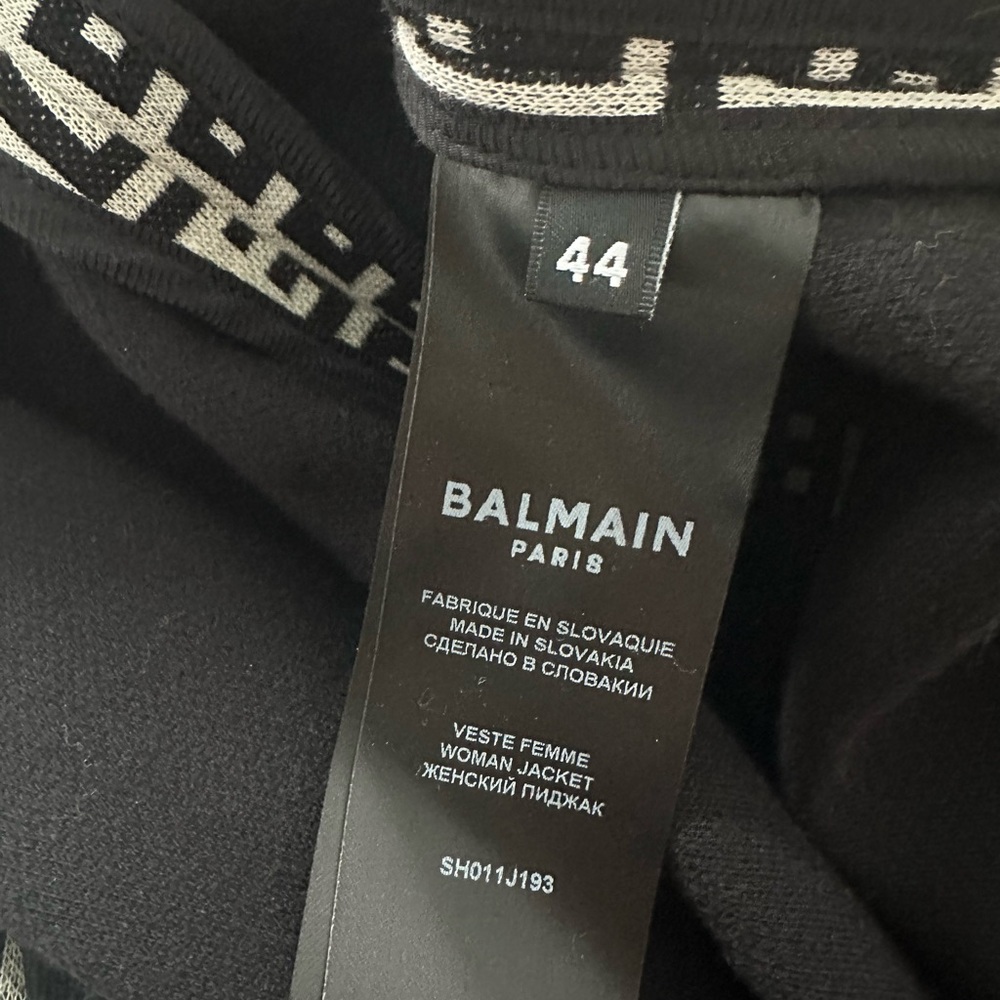 44
BALMAIN
PARIS
FABRIQUE EN SLOVAQUIE
MADE IN SLOVAKIA
СДЕЛАНО В СЛОВАКИИ
VESTE FEMME
WOMAN JACKET
ЖЕНСКИЙ ПИДЖАК
SH011J193